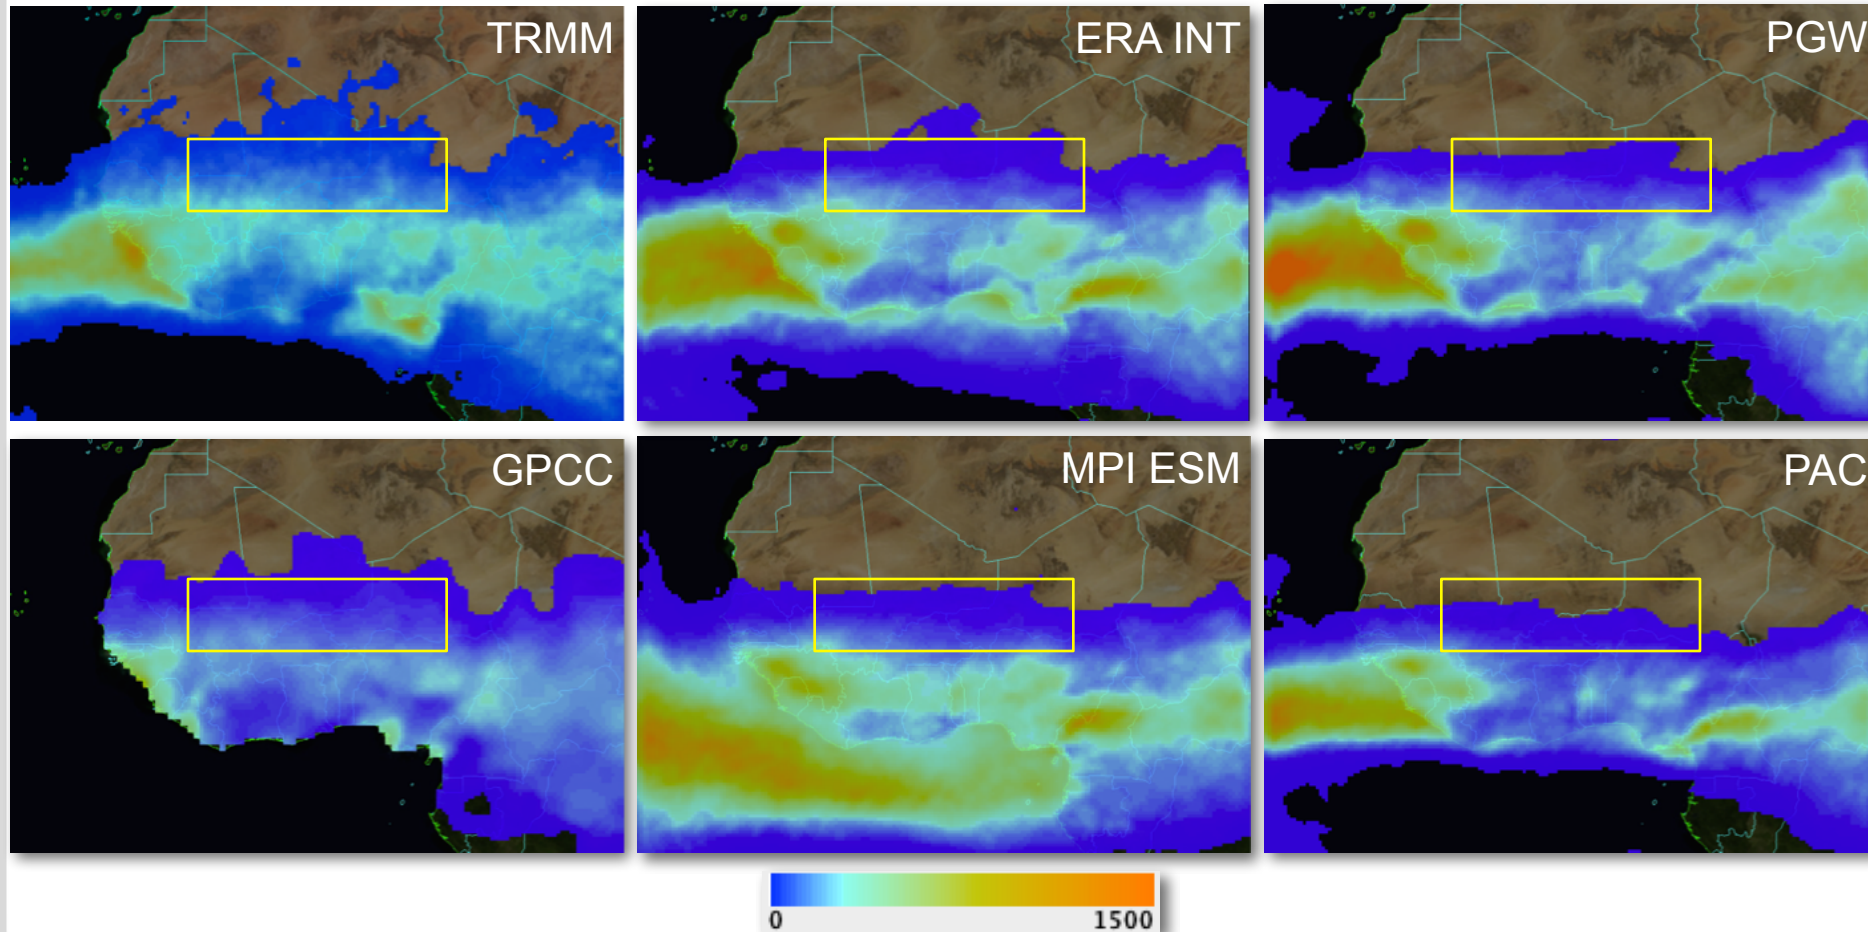 TRMM
ERA INT
PGW
GPCC
MPI ESM
PAC
0
1500